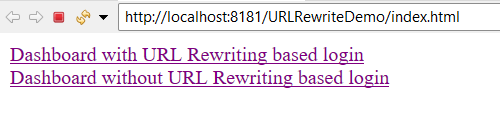 http://localhost:8181/URLRewriteDemo/index.html
Dashboard with URL Rewriting based login
Dashboard without URL Rewriting based login